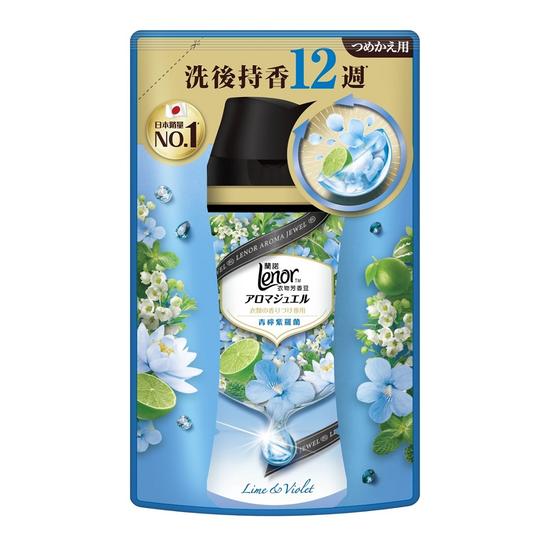 つめかえ用
洗後持香12週*
日本銷量*
NO.1
LENOR AROMA JEWEL
蘭諾
Lenor™
衣物芳香豆
アロマジュエル
衣類の香りづけ専用
青檸紫羅蘭
Lime & Violet